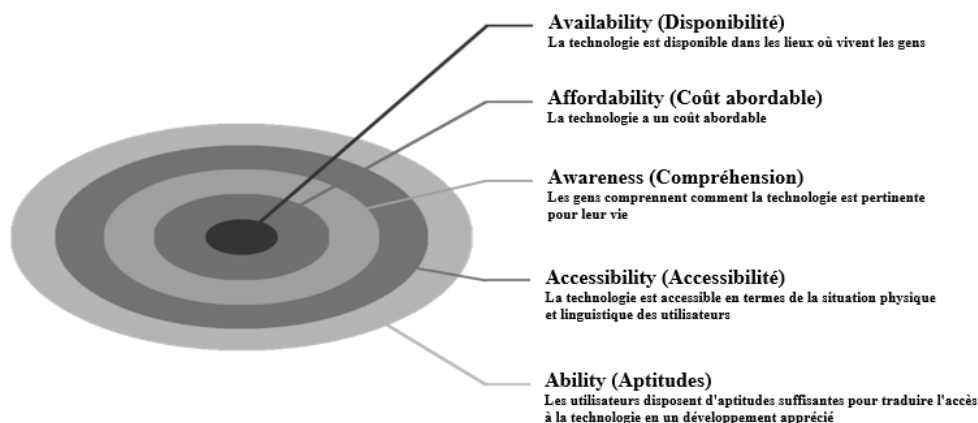 Availability (Disponibilité)
La technologie est disponible dans les lieux où vivent les gens
Affordability (Coût abordable)
La technologie a un coût abordable
Awareness (Compréhension)
Les gens comprennent comment la technologie est pertinente
pour leur vie
Accessibility (Accessibilité)
La technologie est accessible en termes de la situation physique
et linguistique des utilisateurs
Ability (Aptitudes)
Les utilisateurs disposent d'aptitudes suffisantes pour traduire l'accès
à la technologie en un développement apprécié